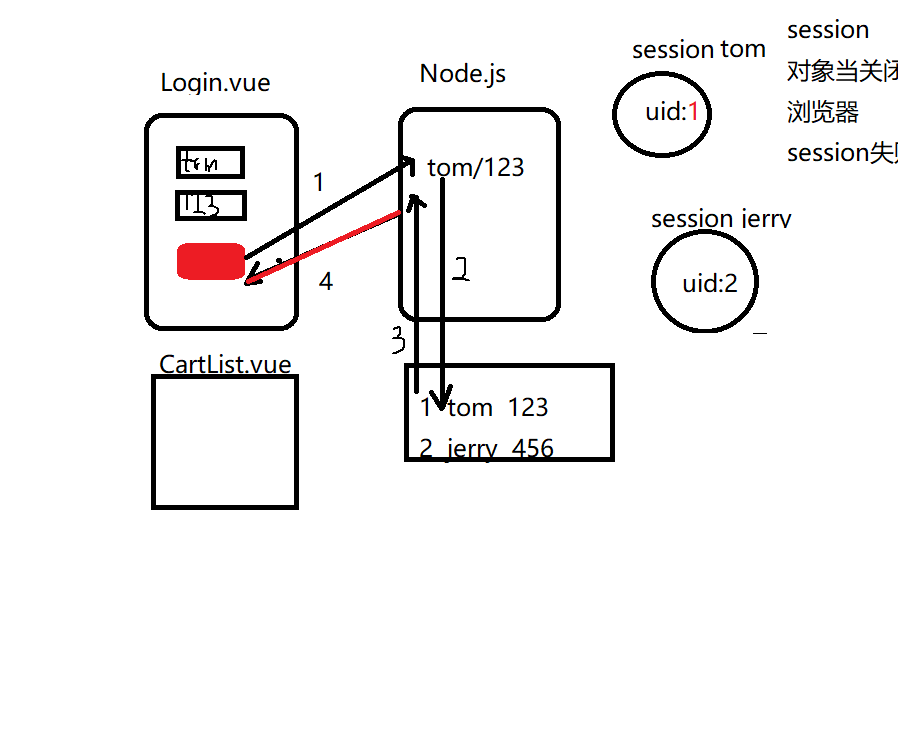 Login.vue
tom
123
1
4
Node.js
tom/123
2
3
1 tom 123
2 jerry 456
CartList.vue
session tom
uid:1
session jerry
uid:2
session
对象当关闭
浏览器
session失